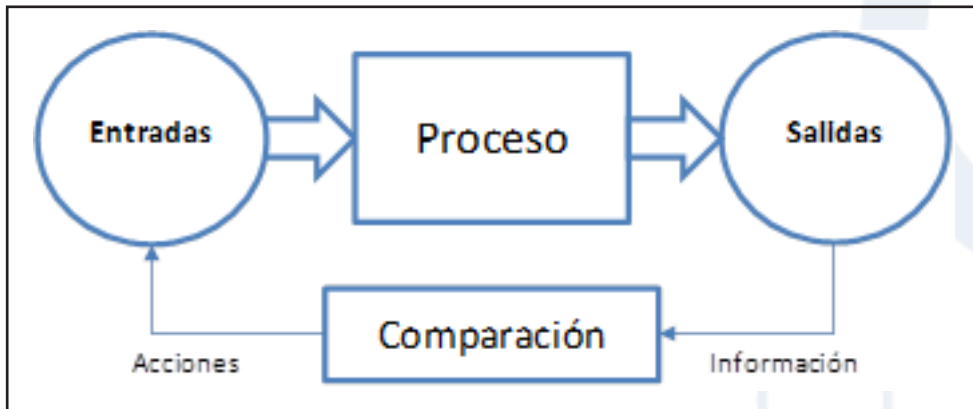 Entradas
Proceso
Salidas
Comparación
Acciones
Información